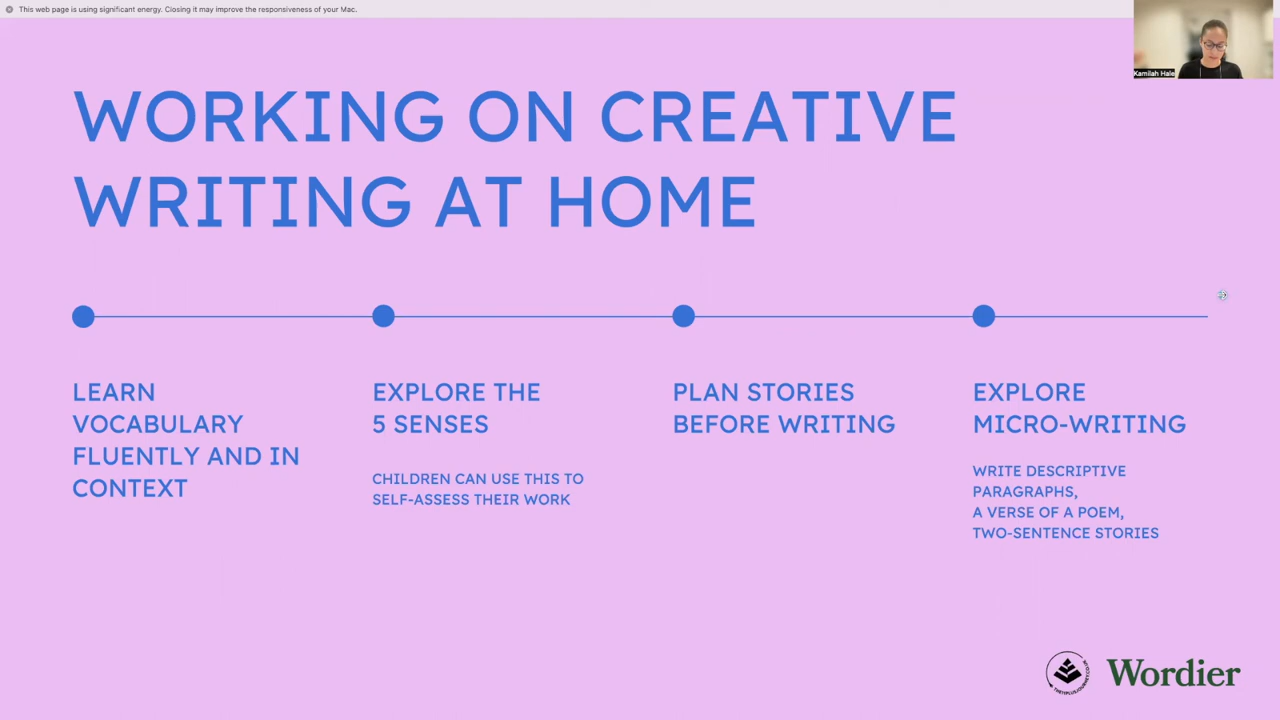 This web page is using significant energy. Closing it may improve the responsiveness of your Mac.
Kamilah Hale
WORKING ON CREATIVE
WRITING AT HOME
LEARN
VOCABULARY
FLUENTLY AND IN
CONTEXT
EXPLORE THE
5 SENSES
CHILDREN CAN USE THIS TO
SELF-ASSESS THEIR WORK
PLAN STORIES
BEFORE WRITING
EXPLORE
MICRO-WRITING
WRITE DESCRIPTIVE
PARAGRAPHS,
A VERSE OF A POEM,
TWO-SENTENCE STORIES
Wordier